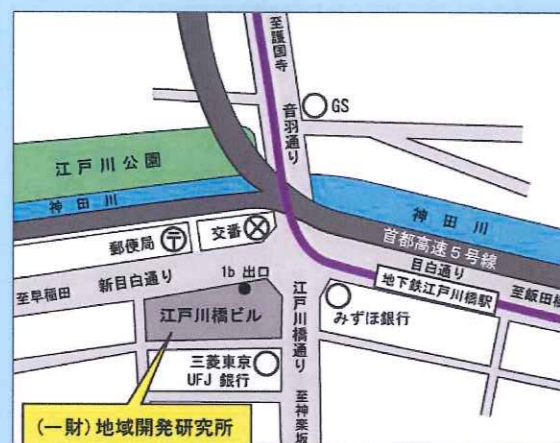 至護国寺
音羽通り
GS
江戸川公園
神田川
神田川
首都高速5号線
郵便局 〒
交番
目白通り
地下鉄江戸川橋駅
至飯田橋
新目白通り
至早稲田
1b 出口
江戸川橋ビル
江戸川橋通り
みずほ銀行
三菱東京
UFJ 銀行
至神楽坂
(一財)地域開発研究所